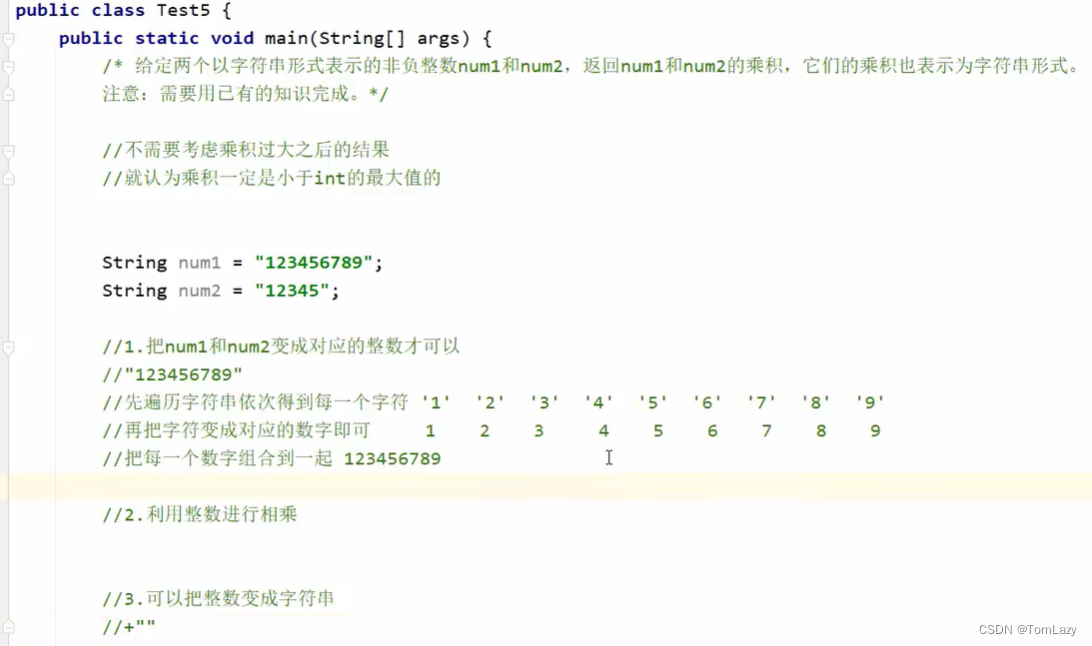 public class Test5 {
public static void main(String[] args) {
/* 给定两个以字符串形式表示的非负整数num1和num2，返回num1和num2的乘积，它们的乘积也表示为字符串形式。
注意：需要用已有的知识完成。*/
//不需要考虑乘积过大之后的结果
//就认为乘积一定是小于int的最大值的
String num1 = "123456789";
String num2 = "12345";
//1.把num1和num2变成对应的整数才可以
//"123456789"
//先遍历字符串依次得到每一个字符 '1' '2' '3' '4' '5' '6' '7' '8' '9'
//再把字符变成对应的数字即可 1 2 3 4 5 6 7 8 9
//把每一个数字组合到一起 123456789
//2.利用整数进行相乘
//3.可以把整数变成字符串
//+""
CSDN @TomLazy